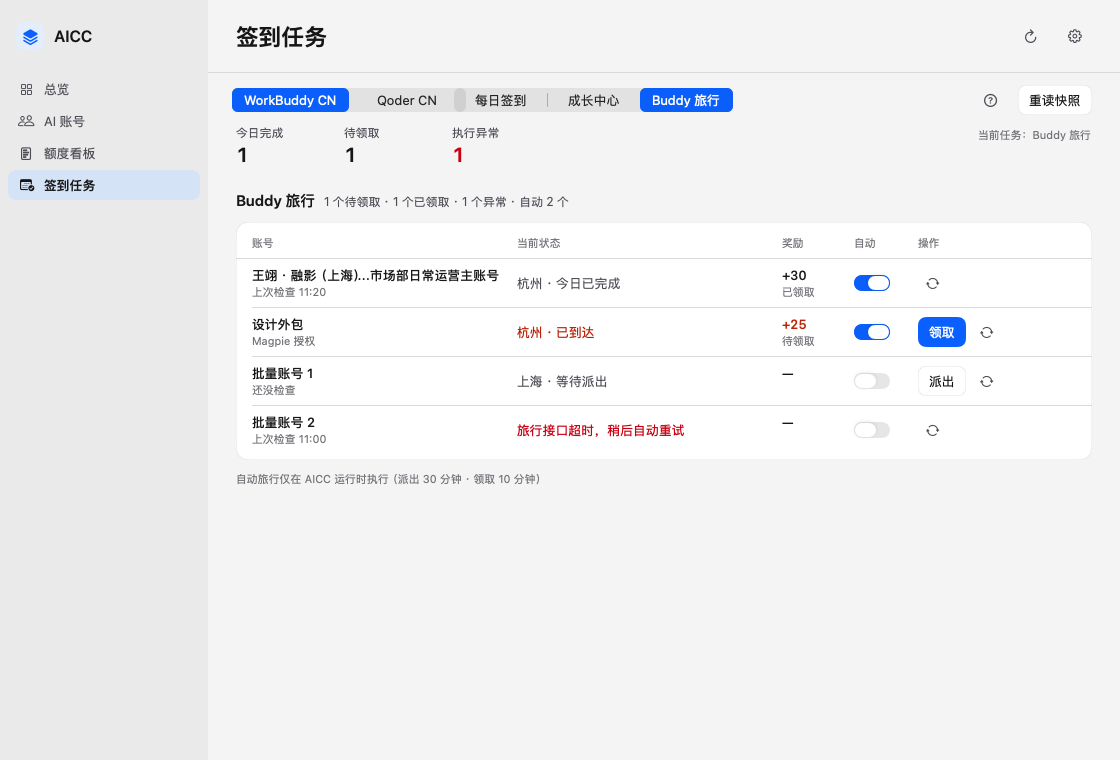 AICC
总览
AI 账号
额度看板
签到任务
签到任务
WorkBuddy CN
Qoder CN
每日签到
成长中心
Buddy 旅行
重读快照
今日完成
待领取
执行异常
当前任务：Buddy 旅行
1
1
1
Buddy 旅行 1 个待领取 · 1 个已领取 · 1 个异常 · 自动 2 个
账号 当前状态 奖励 自动 操作
王翊 · 融影（上海）...市场部日常运营主账号
上次检查 11:20
杭州 · 今日已完成
+30
已领取
设计外包
Magpie 授权
杭州 · 已到达
+25
待领取
领取
批量账号 1
还没检查
上海 · 等待派出
—
派出
批量账号 2
上次检查 11:00
旅行接口超时，稍后自动重试
—
自动旅行仅在 AICC 运行时执行（派出 30 分钟 · 领取 10 分钟）